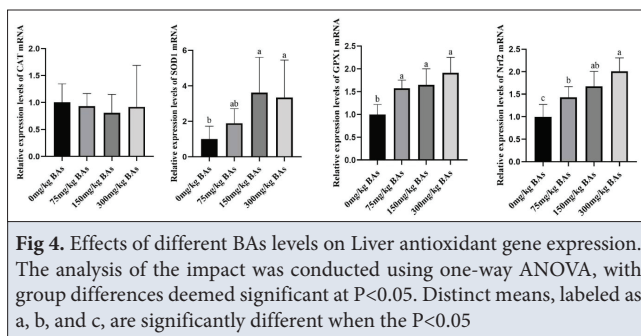 Relative expression levels of CAT mRNA
1.5
1.0
0.5
0.0
0mg/kg BAs
75mg/kg BAs
150mg/kg BAs
300mg/kg BAs
Relative expression levels of SOD1 mRNA
6
4
2
0
b
ab
a
a
0mg/kg BAs
75mg/kg BAs
150mg/kg BAs
300mg/kg BAs
Relative expression levels of GPX1 mRNA
2.5
2.0
1.5
1.0
0.5
0.0
b
a
a
a
0mg/kg BAs
75mg/kg BAs
150mg/kg BAs
300mg/kg BAs
Relative expression levels of Nrf2 mRNA
2.5
2.0
1.5
1.0
0.5
0.0
c
b
ab
a
0mg/kg BAs
75mg/kg BAs
150mg/kg BAs
300mg/kg BAs
Fig 4. Effects of different BAs levels on Liver antioxidant gene expression.
The analysis of the impact was conducted using one-way ANOVA, with
group differences deemed significant at P<0.05. Distinct means, labeled as
a, b, and c, are significantly different when the P<0.05